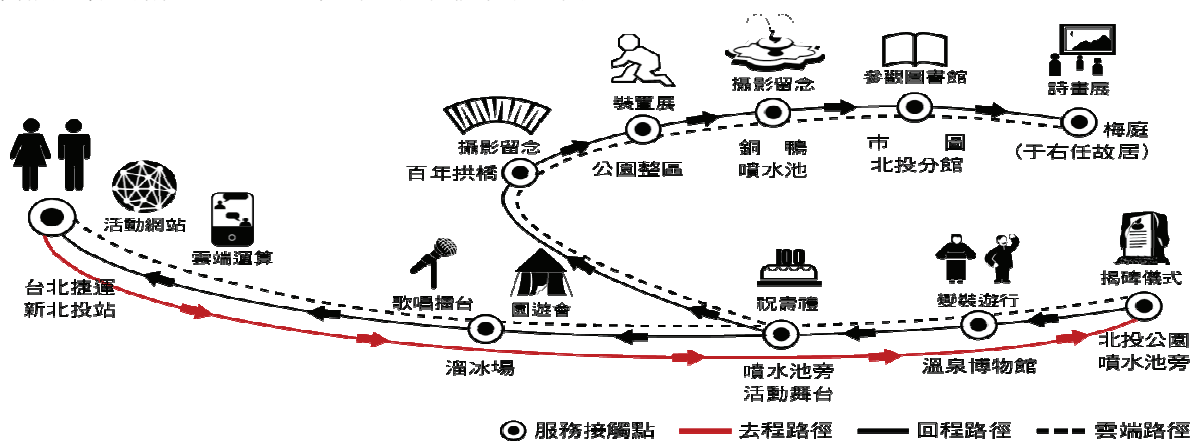 裝置展
攝影留念
參觀圖書館
詩畫展
攝影留念
百年拱橋
公園整區
銅鴨
噴水池
市圖
北投分館
梅庭
(于右任故居)
活動網站
雲端運算
台北捷運
新北投站
歌唱擂台
園遊會
100
祝壽禮
變裝遊行
揭碑儀式
溜冰場
噴水池旁
活動舞台
溫泉博物館
北投公園
噴水池旁
服務接觸點
去程路徑
回程路徑
雲端路徑